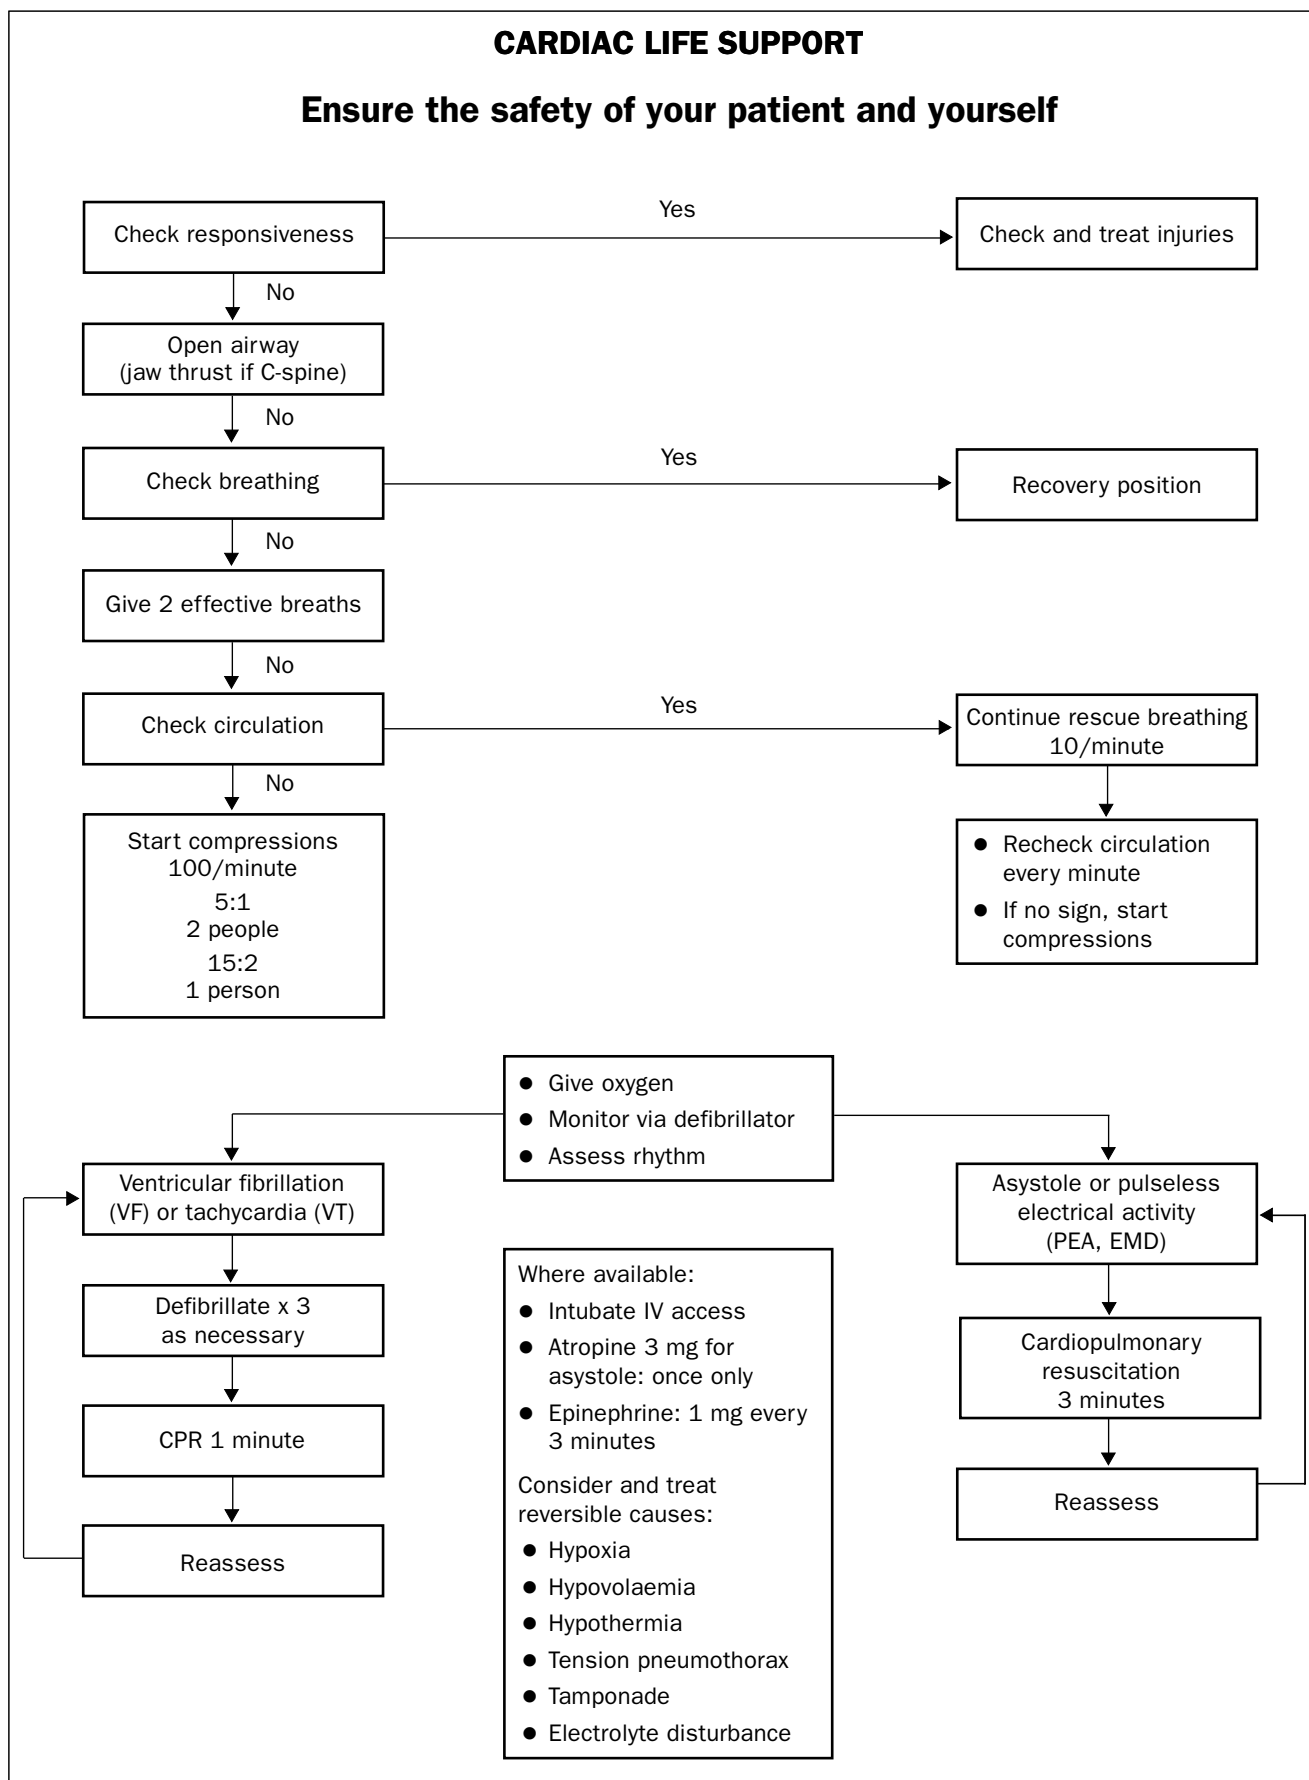 CARDIAC LIFE SUPPORT
Ensure the safety of your patient and yourself
Check responsiveness
Yes
Check and treat injuries
No
Open airway
(jaw thrust if C-spine)
No
Check breathing
Yes
Recovery position
No
Give 2 effective breaths
No
Check circulation
Yes
Continue rescue breathing
10/minute
No
Start compressions
100/minute
5:1
2 people
15:2
1 person
● Recheck circulation
every minute
● If no sign, start
compressions
● Give oxygen
● Monitor via defibrillator
● Assess rhythm
Ventricular fibrillation
(VF) or tachycardia (VT)
Defibrillate x 3
as necessary
CPR 1 minute
Reassess
Where available:
● Intubate IV access
● Atropine 3 mg for
asystole: once only
● Epinephrine: 1 mg every
3 minutes
Consider and treat
reversible causes:
● Hypoxia
● Hypovolaemia
● Hypothermia
● Tension pneumothorax
● Tamponade
● Electrolyte disturbance
Asystole or pulseless
electrical activity
(PEA, EMD)
Cardiopulmonary
resuscitation
3 minutes
Reassess